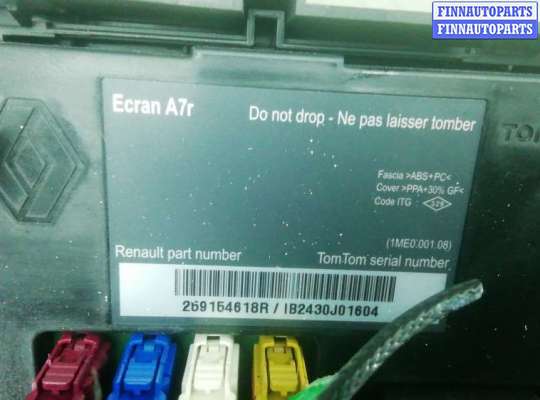 FINNAUTOPARTS
FINNAUTOPARTS
FINNAUTOPARTS
Ecran A7r
Do not drop - Ne pas laisser tomber
Fascia >ABS+PC<
Cover >PPA+30% GF<
Code ITG
(1ME0.001.08)
Renault part number
TomTom serial number
259154618R / IB2430J01604